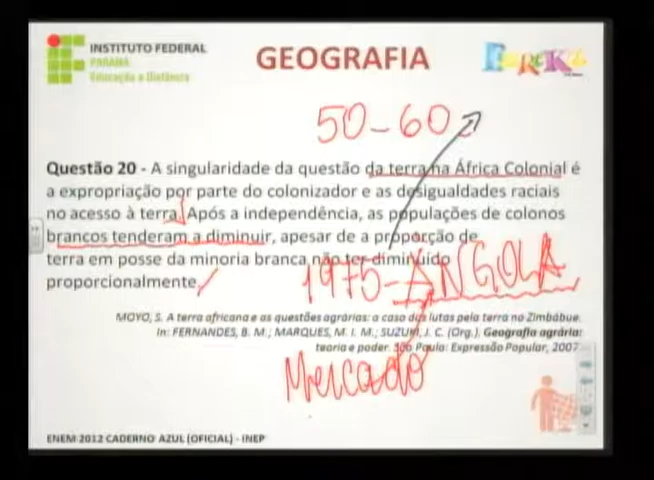 INSTITUTO FEDERAL
PARANÁ
Educação a Distância
GEOGRAFIA
EUREKA
50-60
Questão 20 - A singularidade da questão da terra na África Colonial é
a expropriação por parte do colonizador e as desigualdades raciais
no acesso à terra. Após a independência, as populações de colonos
brancos tenderam a diminuir, apesar de a proporção de
terra em posse da minoria branca não ter diminuído
proporcionalmente.
1975-ANGOLA
MOYO, S. A terra africana e as questões agrárias: o caso das lutas pela terra no Zimbábue.
In: FERNANDES, B. M.; MARQUES, M. I. M.; SUZUKI, J. C. (Org.). Geografia agrária:
teoria e poder. São Paulo: Expressão Popular, 2007
Mercado
ENEM 2012 CADERNO AZUL (OFICIAL) - INEP